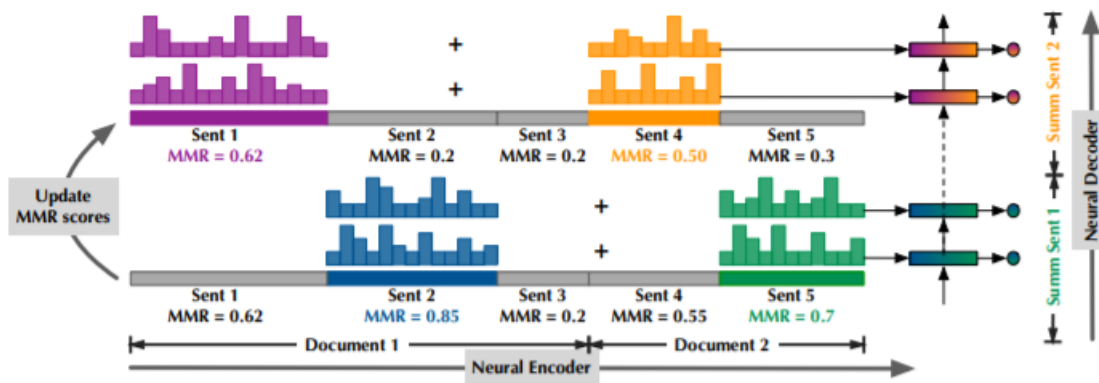 +
+
Sent 1 Sent 2 Sent 3 Sent 4 Sent 5
MMR = 0.62 MMR = 0.2 MMR = 0.2 MMR = 0.50 MMR = 0.3
Update
MMR scores
+
+
Sent 1 Sent 2 Sent 3 Sent 4 Sent 5
MMR = 0.62 MMR = 0.85 MMR = 0.2 MMR = 0.55 MMR = 0.7
Document 1 Document 2
Neural Encoder
Summ Sent 2
Summ Sent 1
Neural Decoder